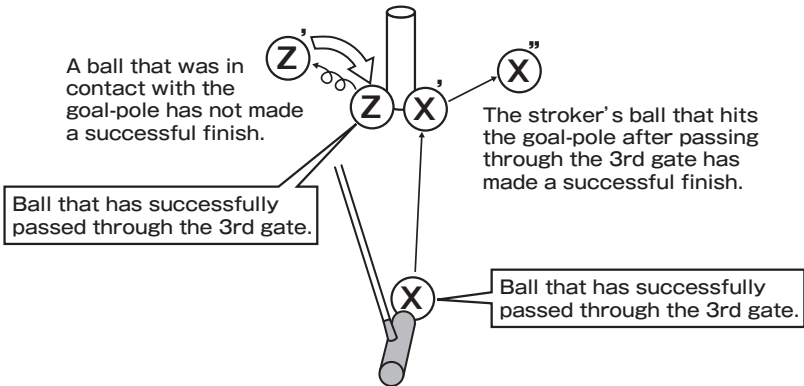 A ball that was in
contact with the
goal-pole has not made
a successful finish.
Z'
Z
X'
X"
The stroker's ball that hits
the goal-pole after passing
through the 3rd gate has
made a successful finish.
Ball that has successfully
passed through the 3rd gate.
X
Ball that has successfully
passed through the 3rd gate.